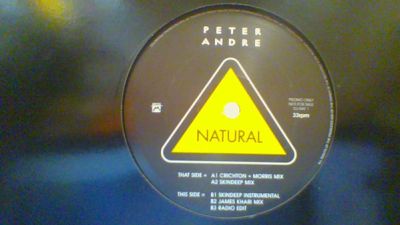 PETER
ANDRE
PROMO ONLY
NOT FOR SALE
33rpm
NATURAL
THAT SIDE = A1 CRICHTON + MORRIS MIX
A2 SKINDEEP MIX
THIS SIDE = B1 SKINDEEP INSTRUMENTAL
B2 JAMES KHARI MIX
B3 RADIO EDIT